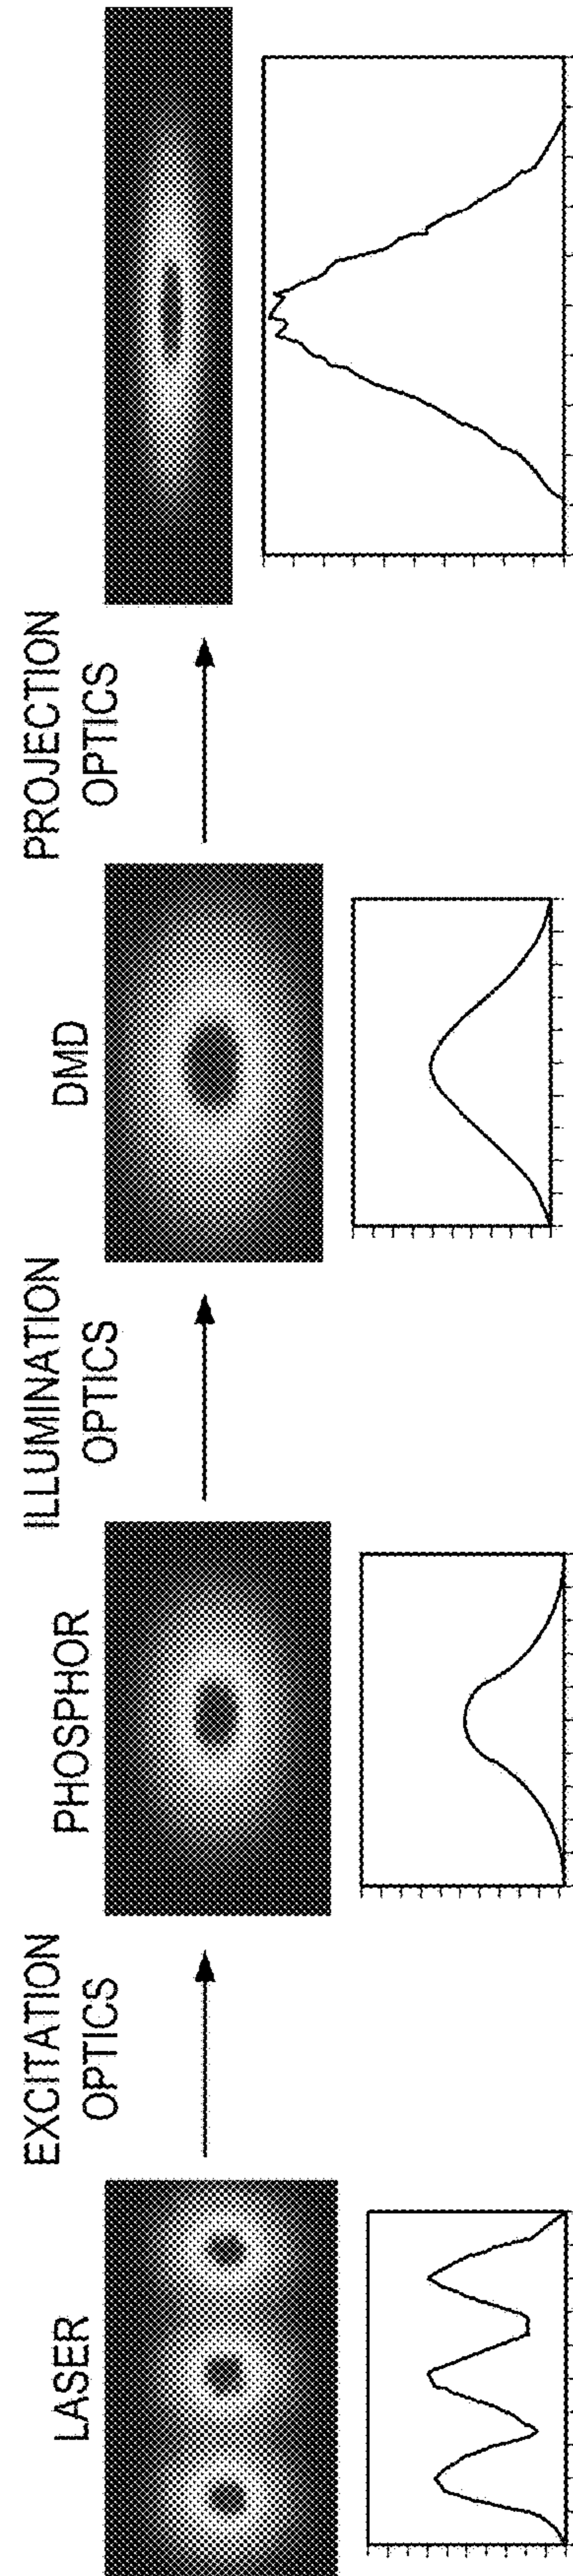 LASER
EXCITATION
OPTICS
PHOSPHOR
ILLUMINATION
OPTICS
DMD
PROJECTION
OPTICS